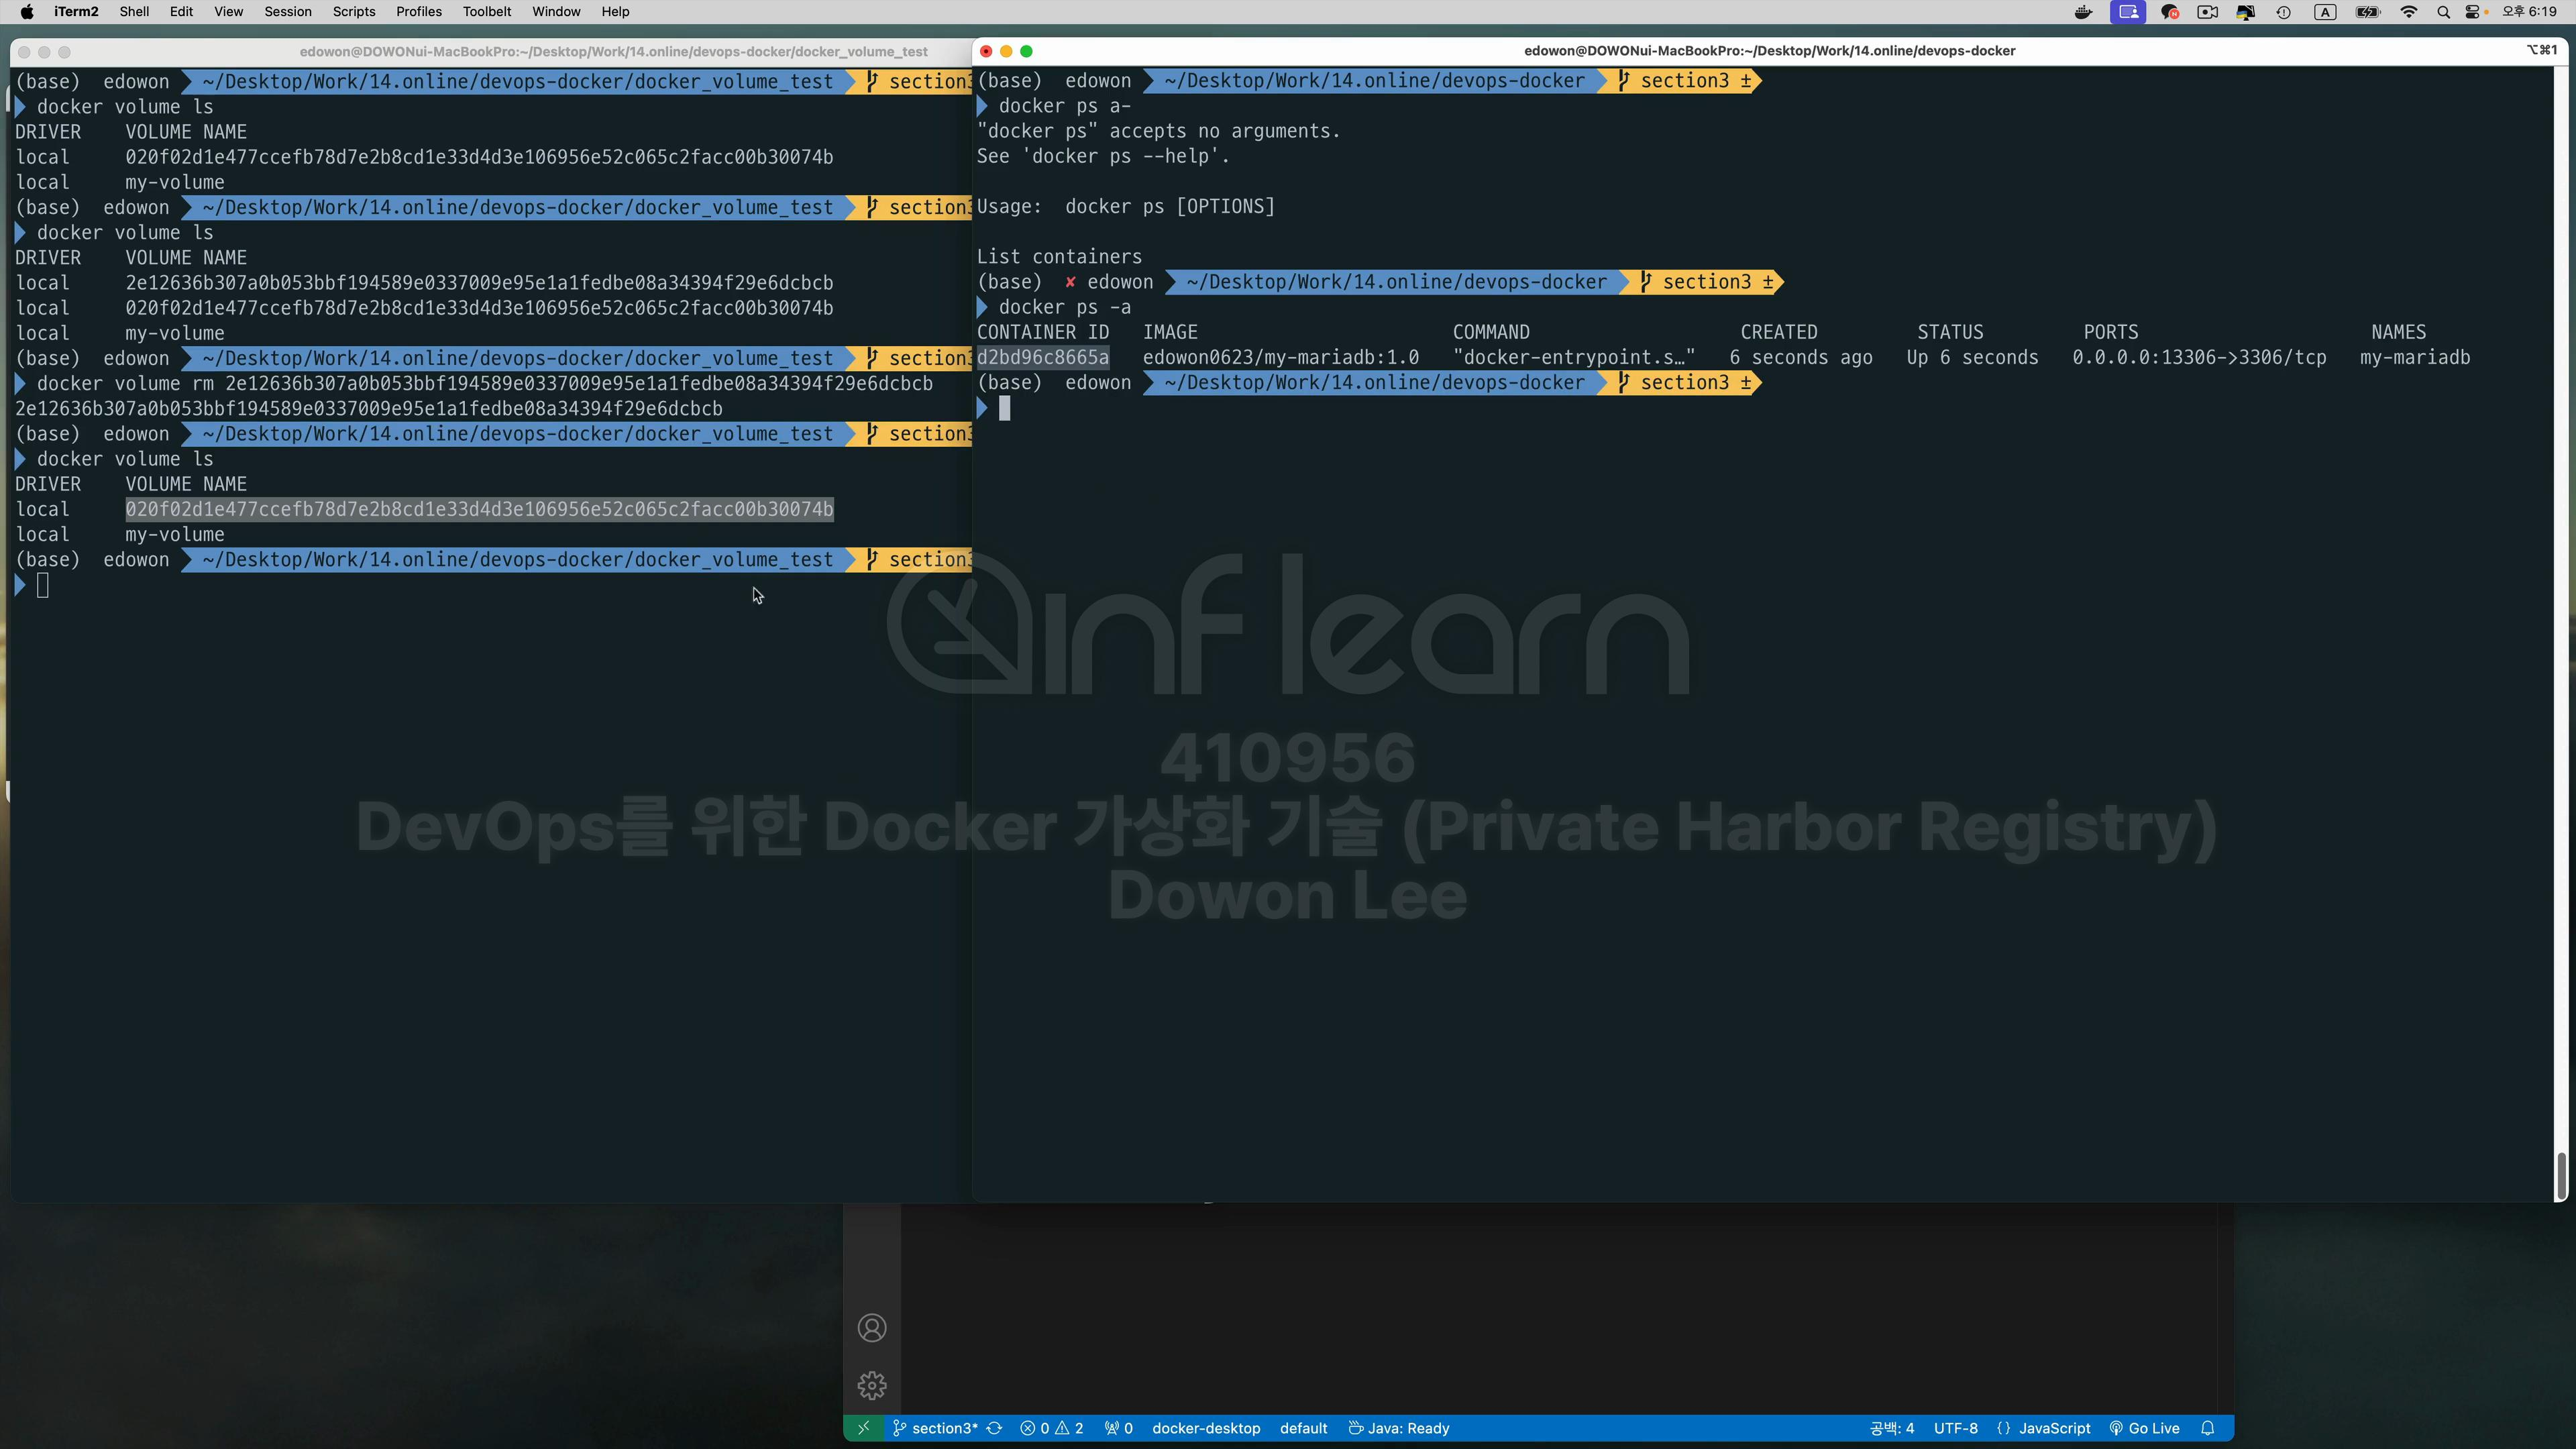 iTerm2 Shell Edit View Session Scripts Profiles Toolbelt Window Help
A 오후 6:19
edowon@DOWONui-MacBookPro:~/Desktop/Work/14.online/devops-docker/docker_volume_test
(base) edowon ~/Desktop/Work/14.online/devops-docker/docker_volume_test section3
docker volume ls
DRIVER VOLUME NAME
local 020f02d1e477ccefb78d7e2b8cd1e33d4d3e106956e52c065c2facc00b30074b
local my-volume
(base) edowon ~/Desktop/Work/14.online/devops-docker/docker_volume_test section3
docker volume ls
DRIVER VOLUME NAME
local 2e12636b307a0b053bbf194589e0337009e95e1a1fedbe08a34394f29e6dcbcb
local 020f02d1e477ccefb78d7e2b8cd1e33d4d3e106956e52c065c2facc00b30074b
local my-volume
(base) edowon ~/Desktop/Work/14.online/devops-docker/docker_volume_test section3
docker volume rm 2e12636b307a0b053bbf194589e0337009e95e1a1fedbe08a34394f29e6dcbcb
2e12636b307a0b053bbf194589e0337009e95e1a1fedbe08a34394f29e6dcbcb
(base) edowon ~/Desktop/Work/14.online/devops-docker/docker_volume_test section3
docker volume ls
DRIVER VOLUME NAME
local 020f02d1e477ccefb78d7e2b8cd1e33d4d3e106956e52c065c2facc00b30074b
local my-volume
(base) edowon ~/Desktop/Work/14.online/devops-docker/docker_volume_test section3
edowon@DOWONui-MacBookPro:~/Desktop/Work/14.online/devops-docker ⌥⌘1
(base) edowon ~/Desktop/Work/14.online/devops-docker section3 ±
docker ps a-
"docker ps" accepts no arguments.
See 'docker ps --help'.
Usage: docker ps [OPTIONS]
List containers
(base) ✘ edowon ~/Desktop/Work/14.online/devops-docker section3 ±
docker ps -a
CONTAINER ID IMAGE COMMAND CREATED STATUS PORTS NAMES
d2bd96c8665a edowon0623/my-mariadb:1.0 "docker-entrypoint.s…" 6 seconds ago Up 6 seconds 0.0.0.0:13306->3306/tcp my-mariadb
(base) edowon ~/Desktop/Work/14.online/devops-docker section3 ±
inflearn
410956
DevOps를 위한 Docker 가상화 기술 (Private Harbor Registry)
Dowon Lee
section3* 0 2 0 docker-desktop default Java: Ready 공백: 4 UTF-8 {} JavaScript Go Live